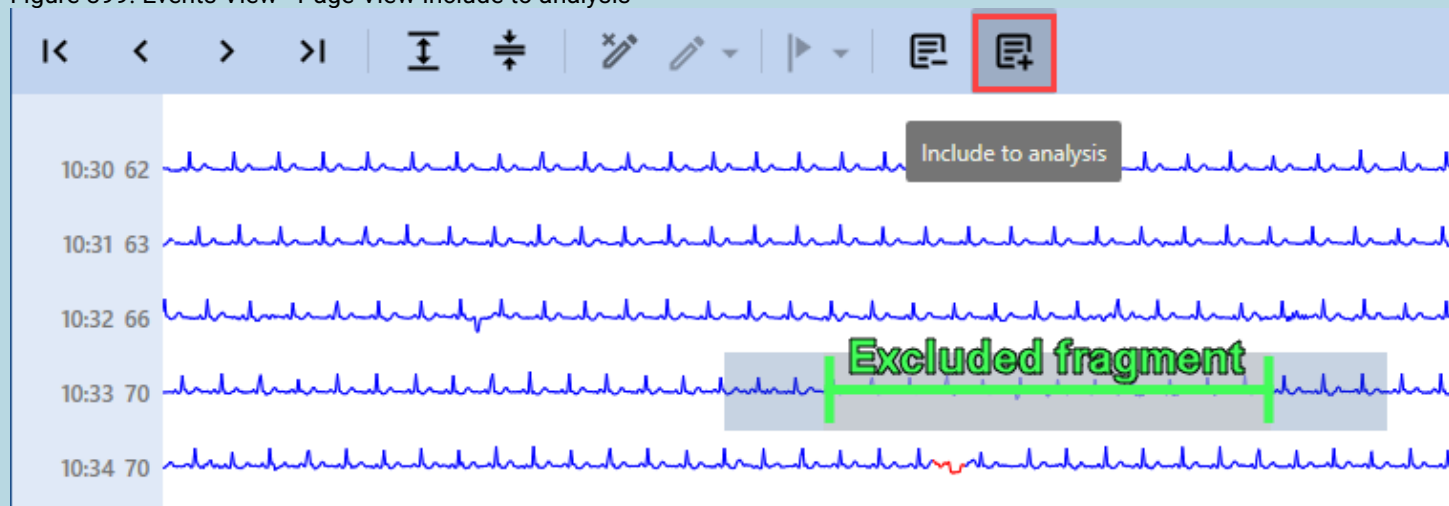 Figure 399. Events View - Page View Include to analysis
Include to analysis
10:30 62
10:31 63
10:32 66
Excluded fragment
10:33 70
10:34 70